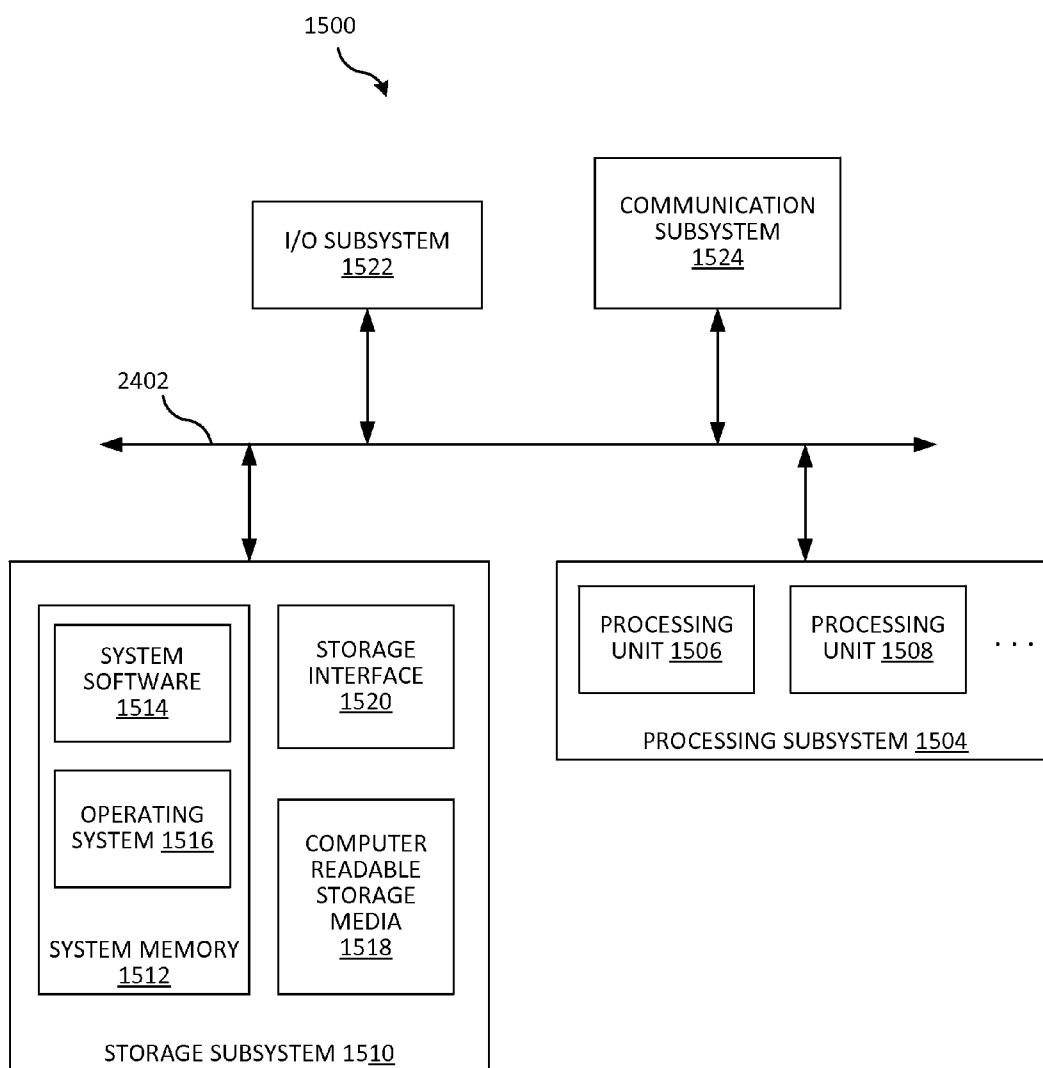 1500
I/O SUBSYSTEM
1522
COMMUNICATION
SUBSYSTEM
1524
2402
SYSTEM
SOFTWARE
1514
OPERATING
SYSTEM 1516
SYSTEM MEMORY
1512
STORAGE
INTERFACE
1520
COMPUTER
READABLE
STORAGE
MEDIA
1518
STORAGE SUBSYSTEM 1510
PROCESSING
UNIT 1506
PROCESSING
UNIT 1508
. . .
PROCESSING SUBSYSTEM 1504